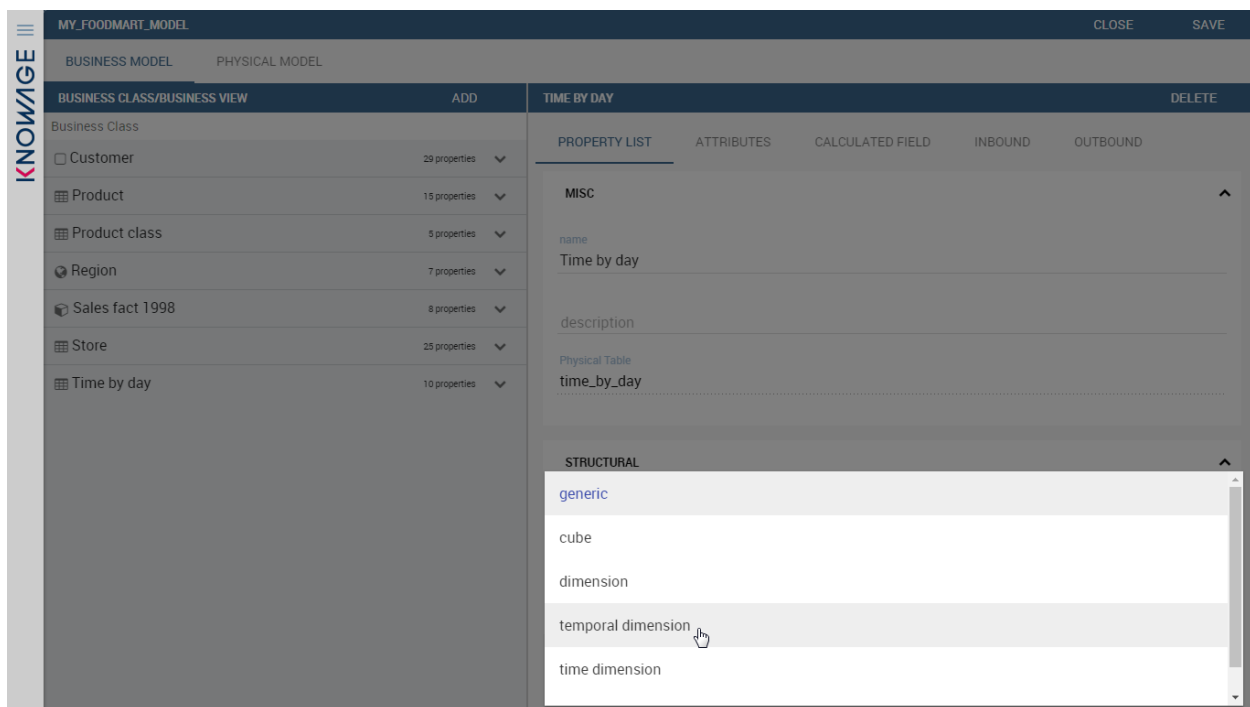 MY_FOODMART_MODEL CLOSE SAVE
KNOWAGE
BUSINESS MODEL PHYSICAL MODEL
BUSINESS CLASS/BUSINESS VIEW ADD
Business Class
Customer 29 properties
Product 15 properties
Product class 5 properties
Region 7 properties
Sales fact 1998 8 properties
Store 25 properties
Time by day 10 properties
TIME BY DAY DELETE
PROPERTY LIST ATTRIBUTES CALCULATED FIELD INBOUND OUTBOUND
MISC
name
Time by day
description
Physical Table
time_by_day
STRUCTURAL
generic
cube
dimension
temporal dimension
time dimension